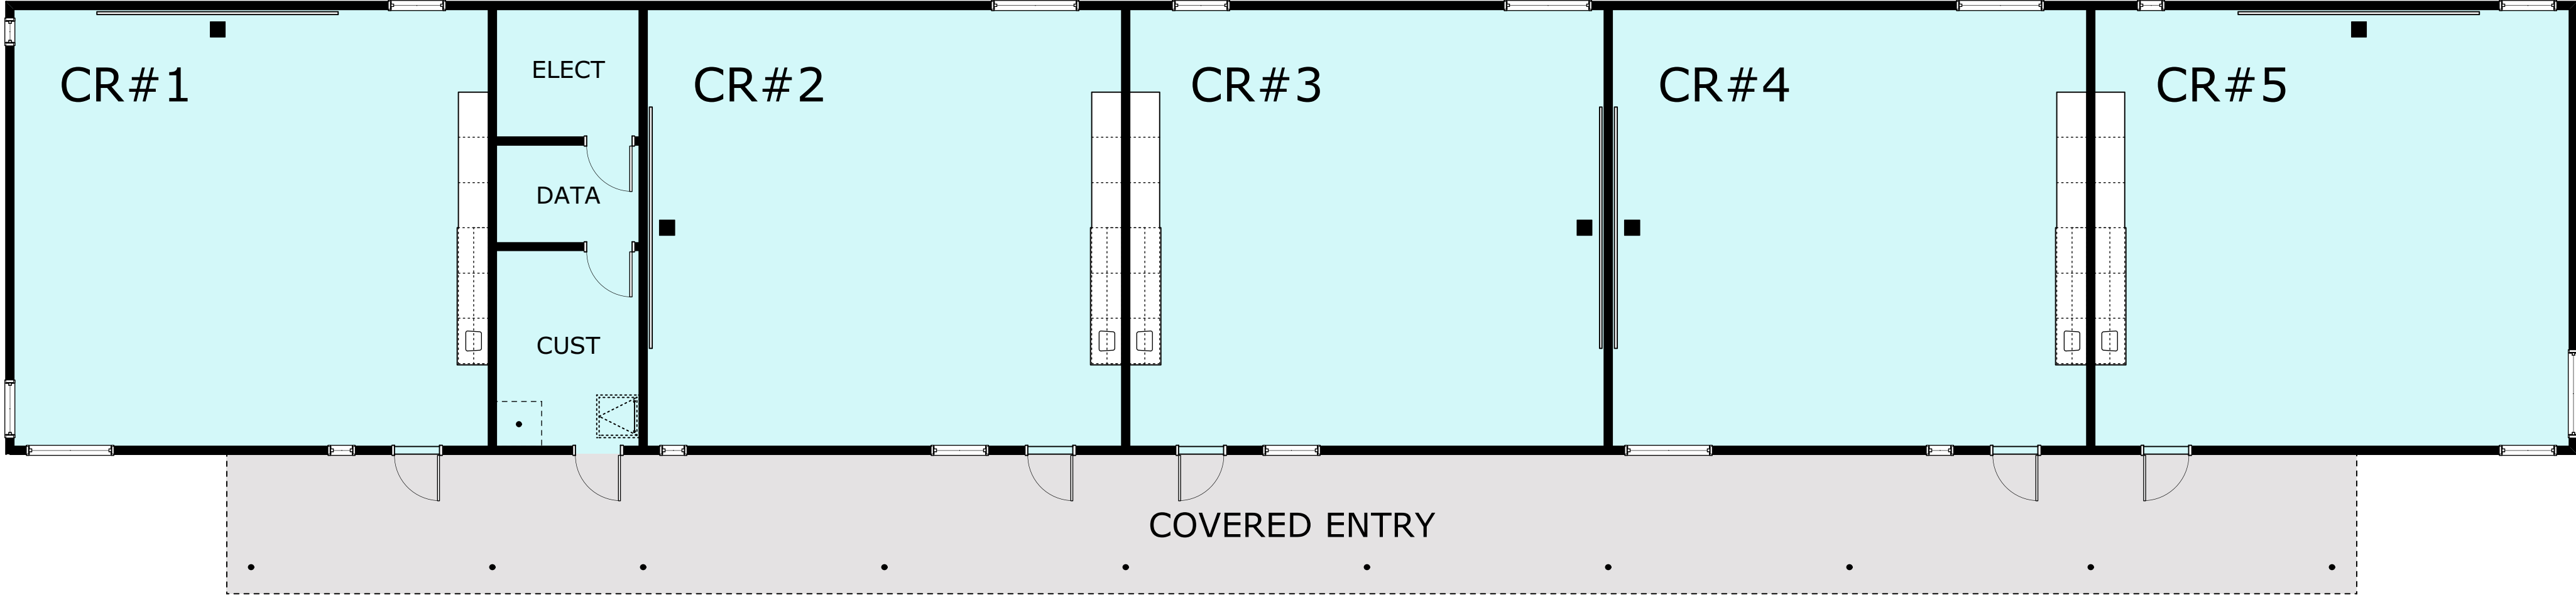 CR#1
ELECT
CR#2
CR#3
CR#4
CR#5
DATA
CUST
COVERED ENTRY